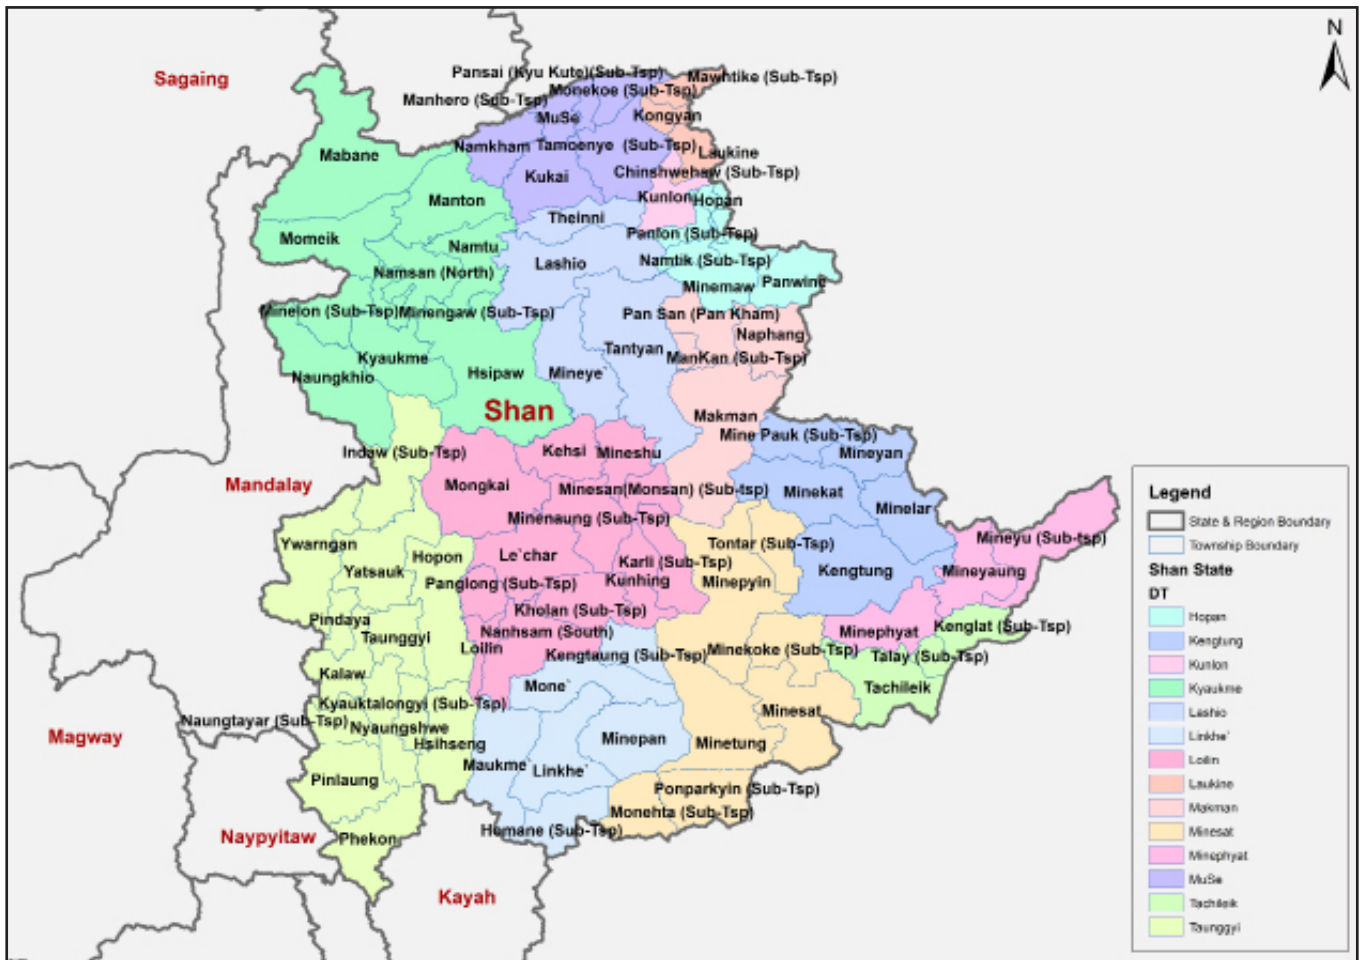 N
Sagaing
Pansai (Kyu Kute)(Sub-Tsp)
Mawhtike (Sub-Tsp)
Monekoe (Sub-Tsp)
Manhero (Sub-Tsp)
MuSe
Kongyan
Mabane
Namkham
Tamoenye (Sub-Tsp)
Laukine
Kukai
Chinshwehaw (Sub-Tsp)
Manton
Kunlon
Hopan
Theinni
Momeik
Namtu
Panlon (Sub-Tsp)
Lashio
Namtik (Sub-Tsp)
Namsan (North)
Minemaw
Panwine
Minelon (Sub-Tsp)
Minengaw (Sub-Tsp)
Pan San (Pan Kham)
Naphang
Tantyan
Kyaukme
ManKan (Sub-Tsp)
Naungkhio
Hsipaw
Mineye`
Shan
Makman
Mine Pauk (Sub-Tsp)
Indaw (Sub-Tsp)
Kehsi
Mineshu
Mineyan
Mandalay
Mongkai
Minesan(Monsan) (Sub-tsp)
Minekat
Minelar
Minenaung (Sub-Tsp)
Mineyu (Sub-tsp)
Ywarngan
Hopon
Le`char
Tontar (Sub-Tsp)
Karli (Sub-Tsp)
Yatsauk
Kengtung
Mineyaung
Panglong (Sub-Tsp)
Kunhing
Minepyin
Kholan (Sub-Tsp)
Pindaya
Taunggyi
Nanhsam (South)
Minephyat
Kenglat (Sub-Tsp)
Loilin
Kengtaung (Sub-Tsp)
Minekoke (Sub-Tsp)
Talay (Sub-Tsp)
Kalaw
Mone`
Tachileik
Kyauktalongyi (Sub-Tsp)
Minesat
Naungtayar (Sub-Tsp)
Nyaungshwe
Magway
Hsihseng
Minepan
Minetung
Maukme`
Linkhe`
Pinlaung
Ponparkyin (Sub-Tsp)
Monehta (Sub-Tsp)
Naypyitaw
Phekon
Homane (Sub-Tsp)
Kayah
Legend
State & Region Boundary
Township Boundary
Shan State
DT
Hopan
Kengtung
Kunlon
Kyaukme
Lashio
Linkhe`
Loilin
Laukine
Makman
Minesat
Minephyat
MuSe
Tachileik
Taunggyi